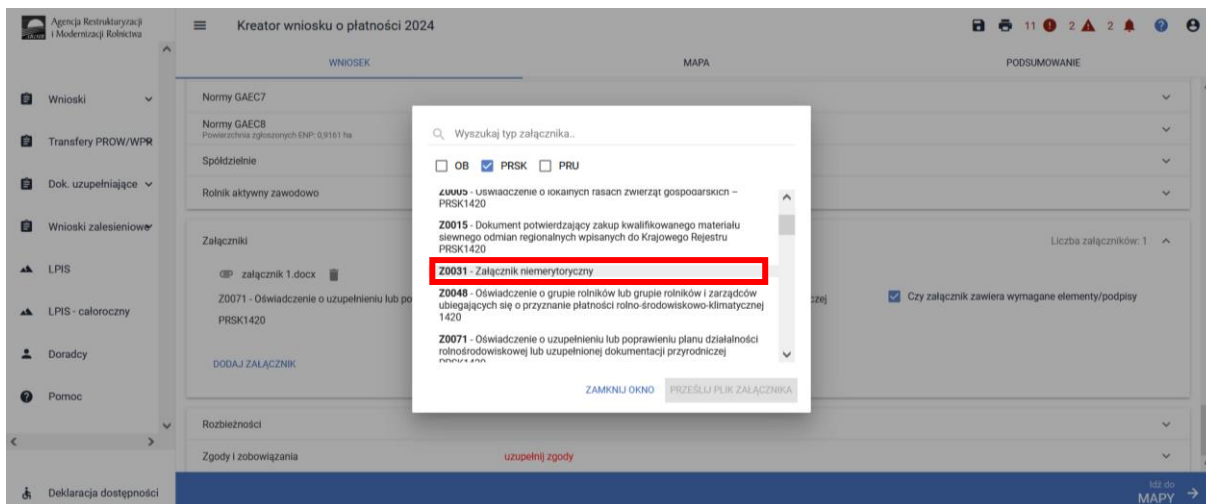 Agencja Restrukturyzacji
i Modernizacji Rolnictwa
Kreator wniosku o płatności 2024
11 2 2
WNIOSEK MAPA PODSUMOWANIE
Wnioski
Transfery PROW/WPR
Dok. uzupełniające
Wnioski zalesieniowe
LPIS
LPIS - całoroczny
Doradcy
Pomoc
Deklaracja dostępności
Normy GAEC7
Normy GAEC8
Powierzchnia zgłoszonych ENP: 0,9161 ha
Spółdzielnie
Rolnik aktywny zawodowo
Załączniki
Liczba załączników: 1
załącznik 1.docx
Z0071 - Oświadczenie o uzupełnieniu lub po
zej
PRSK1420
Czy załącznik zawiera wymagane elementy/podpisy
DODAJ ZAŁĄCZNIK
Rozbieżności
Zgody i zobowiązania uzupełnij zgody
Idź do
MAPY
Wyszukaj typ załącznika..
OB PRSK PRU
Z0005 - Oświadczenie o lokalnych rasach zwierząt gospodarskich –
PRSK1420
Z0015 - Dokument potwierdzający zakup kwalifikowanego materiału
siewnego odmian regionalnych wpisanych do Krajowego Rejestru
PRSK1420
Z0031 - Załącznik niemerytoryczny
Z0048 - Oświadczenie o grupie rolników lub grupie rolników i zarządców
ubiegających się o przyznanie płatności rolno-środowiskowo-klimatycznej
1420
Z0071 - Oświadczenie o uzupełnieniu lub poprawieniu planu działalności
rolnośrodowiskowej lub uzupełnionej dokumentacji przyrodniczej
PRSK1420
ZAMKNIJ OKNO PRZEŚLIJ PLIK ZAŁĄCZNIKA